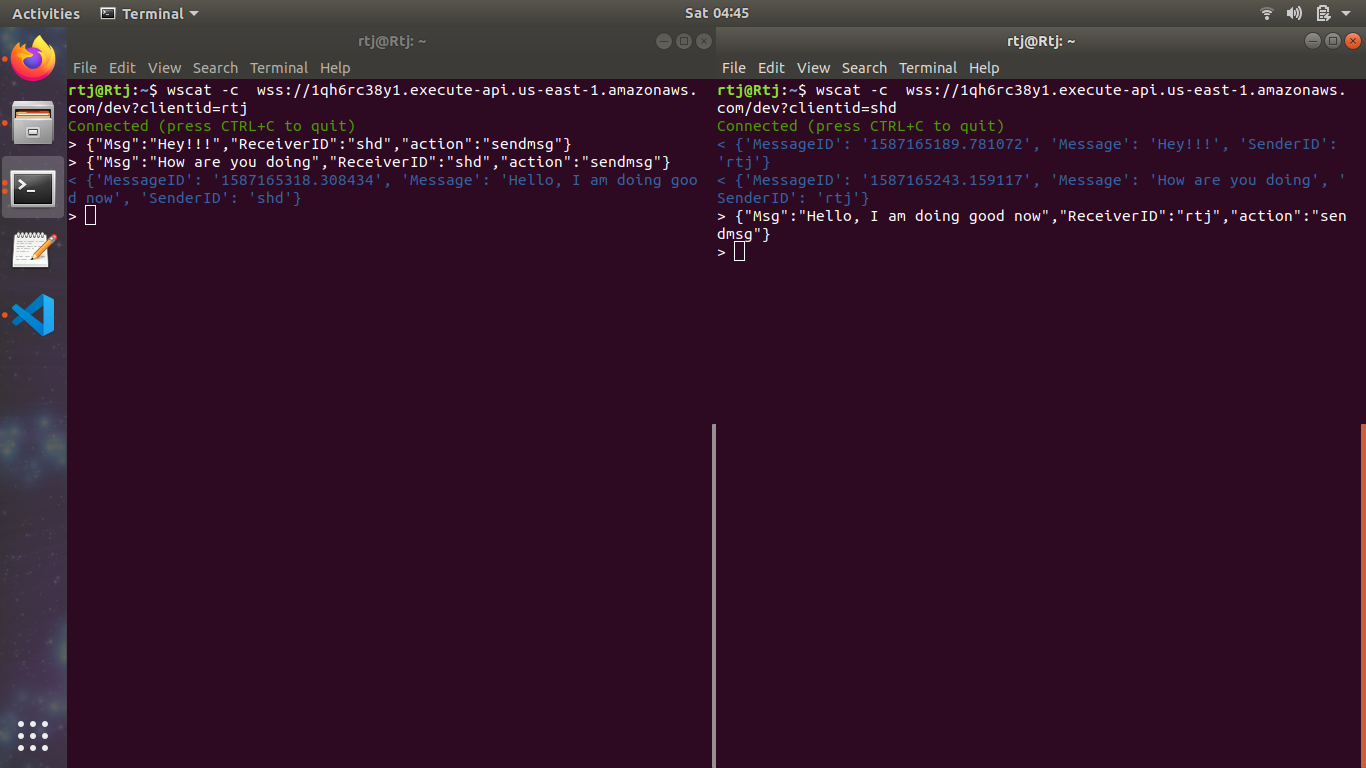 Activities Terminal Sat 04:45
rtj@Rtj: ~
File Edit View Search Terminal Help
rtj@Rtj:~$ wscat -c  wss://1qh6rc38y1.execute-api.us-east-1.amazonaws.
com/dev?clientid=rtj
Connected (press CTRL+C to quit)
> {"Msg":"Hey!!!","ReceiverID":"shd","action":"sendmsg"}
> {"Msg":"How are you doing","ReceiverID":"shd","action":"sendmsg"}
< {'MessageID': '1587165318.308434', 'Message': 'Hello, I am doing goo
d now', 'SenderID': 'shd'}
>
rtj@Rtj: ~
File Edit View Search Terminal Help
rtj@Rtj:~$ wscat -c  wss://1qh6rc38y1.execute-api.us-east-1.amazonaws.
com/dev?clientid=shd
Connected (press CTRL+C to quit)
< {'MessageID': '1587165189.781072', 'Message': 'Hey!!!', 'SenderID':
'rtj'}
< {'MessageID': '1587165243.159117', 'Message': 'How are you doing', '
SenderID': 'rtj'}
> {"Msg":"Hello, I am doing good now","ReceiverID":"rtj","action":"sen
dmsg"}
>